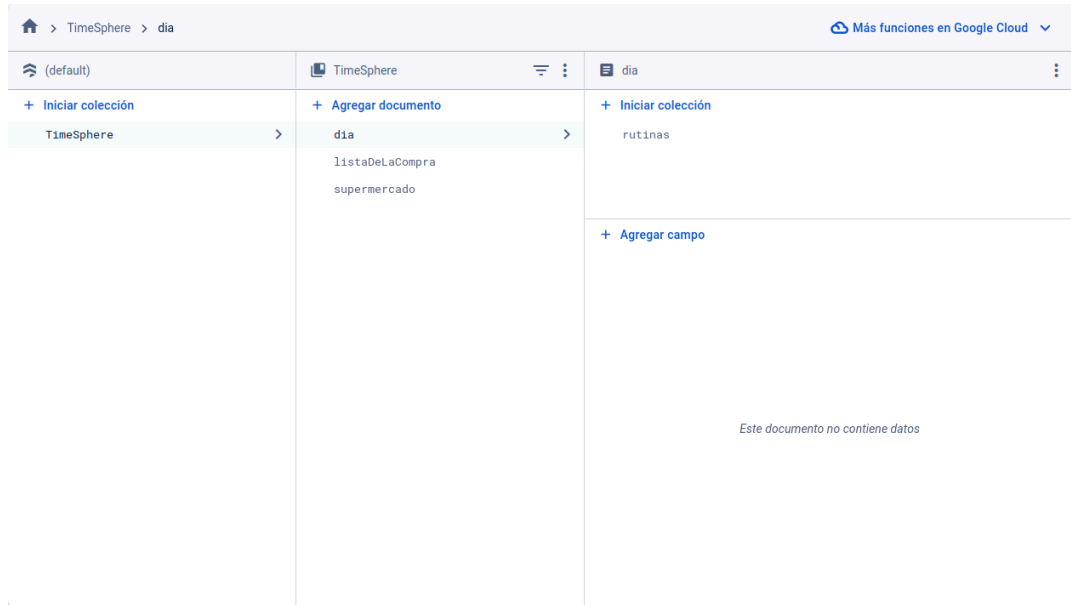 TimeSphere > dia
Más funciones en Google Cloud
(default)
TimeSphere
dia
+ Iniciar colección
+ Agregar documento
+ Iniciar colección
TimeSphere
dia
rutinas
listaDeLaCompra
supermercado
+ Agregar campo
Este documento no contiene datos